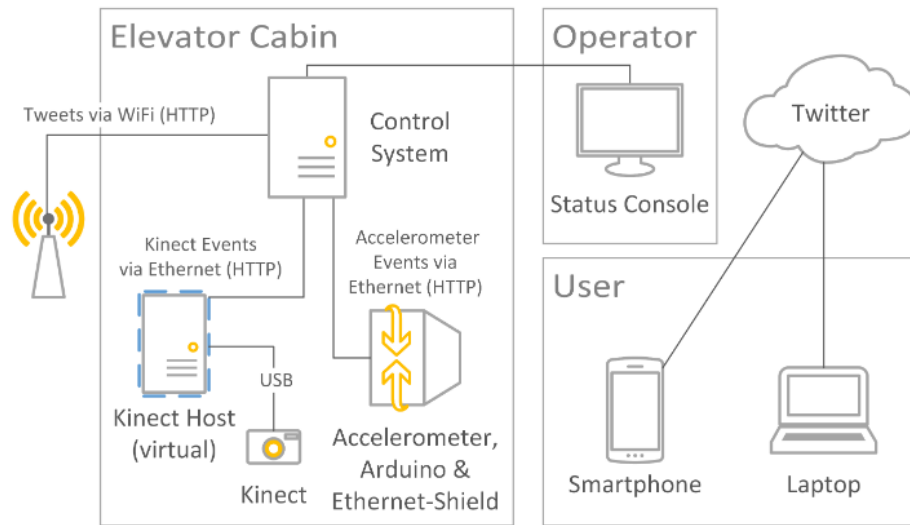 Elevator Cabin
Operator
Tweets via WiFi (HTTP)
Control
System
Twitter
Status Console
Kinect Events
via Ethernet (HTTP)
Accelerometer
Events via
Ethernet (HTTP)
User
USB
Kinect Host
(virtual)
Kinect
Accelerometer,
Arduino &
Ethernet-Shield
Smartphone
Laptop